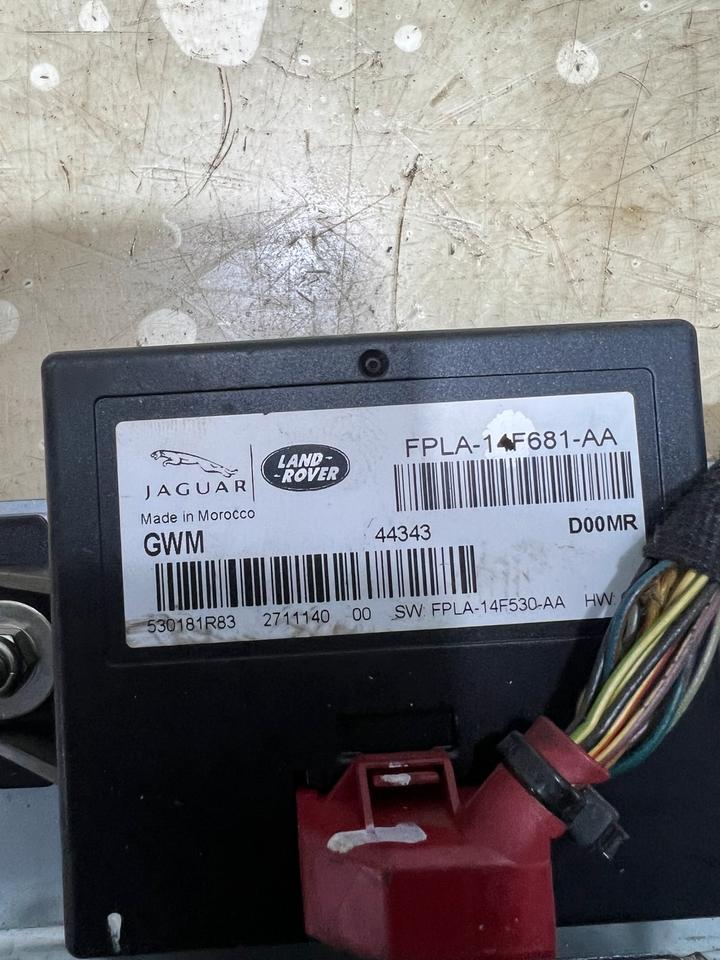 FPLA-14F681-AA
JAGUAR
LAND-
ROVER
Made in Morocco
GWM
44343
D00MR
530181R83 2711140 00 SW: FPLA-14F530-AA HW: